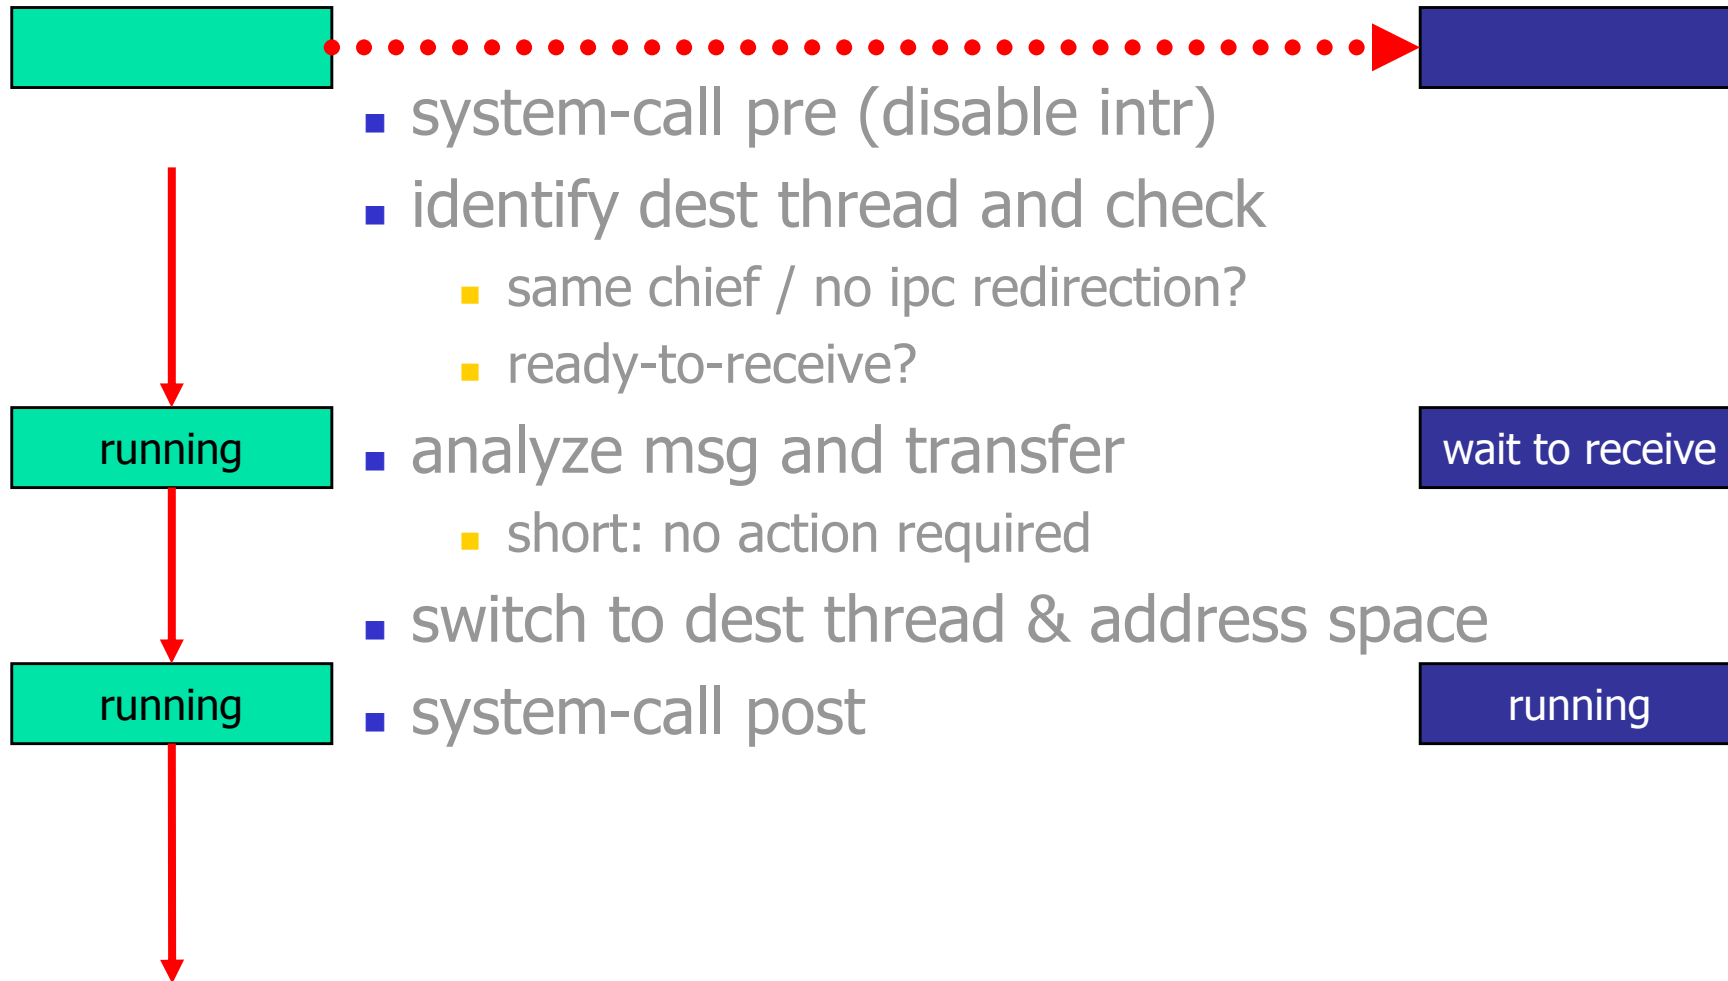 system-call pre (disable intr)
identify dest thread and check
same chief / no ipc redirection?
ready-to-receive?
running
analyze msg and transfer
wait to receive
short: no action required
switch to dest thread & address space
running
system-call post
running